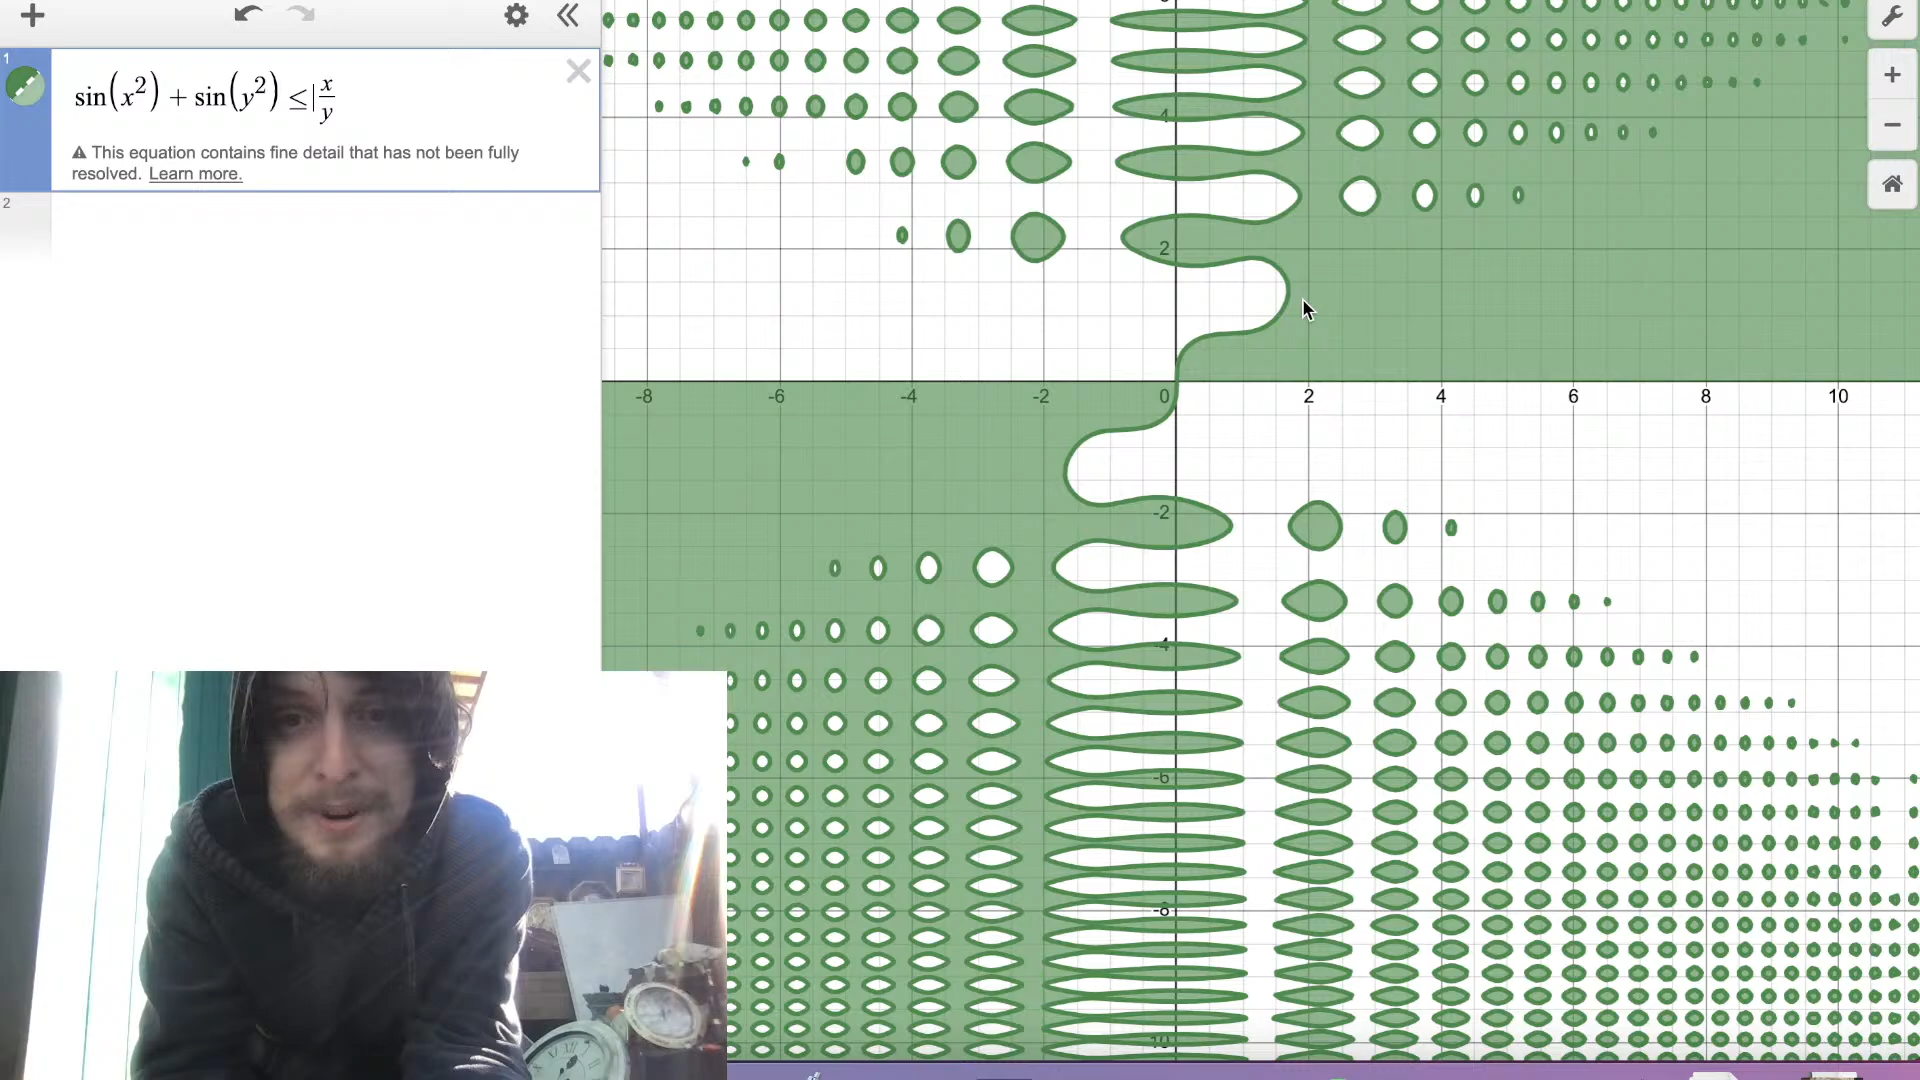 1
sin(x²) + sin(y²) ≤ | x/y
⚠ This equation contains fine detail that has not been fully
resolved. Learn more.
2
4
2
-8 -6 -4 -2 0 2 4 6 8 10
-2
-4
-6
-8
-10
XII